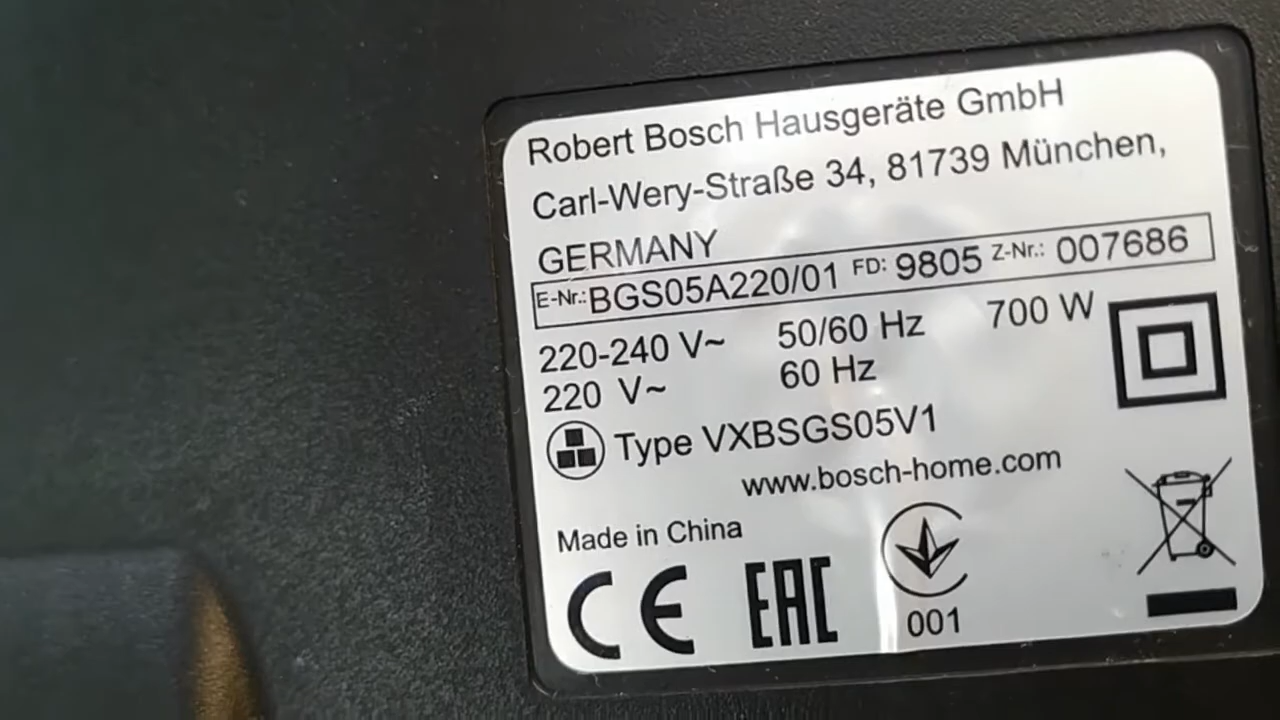 Robert Bosch Hausgeräte GmbH
Carl-Wery-Straße 34, 81739 München,
GERMANY
E-Nr.: BGS05A220/01 FD: 9805 Z-Nr.: 007686
220-240 V~ 50/60 Hz 700 W
220 V~ 60 Hz
Type VXBSGS05V1
www.bosch-home.com
Made in China
CE EAC
001